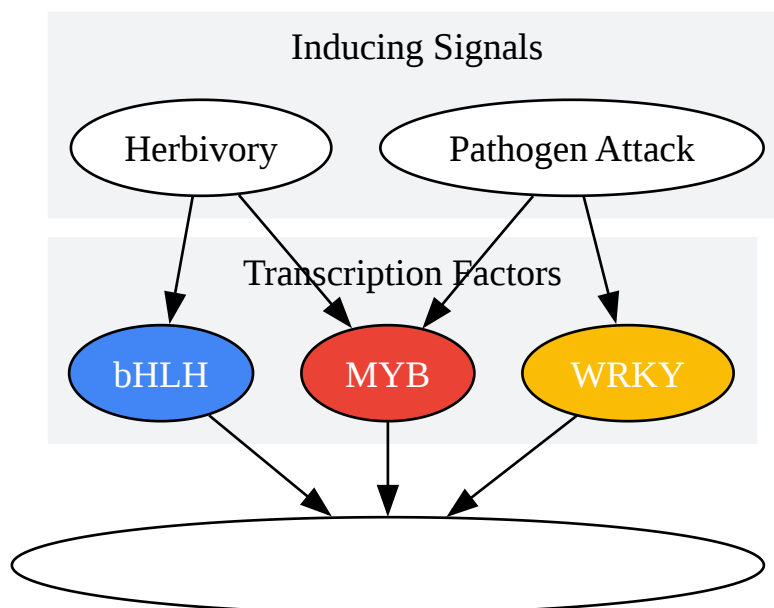 Inducing Signals
Herbivory
Pathogen Attack
Transcription Factors
bHLH
MYB
WRKY